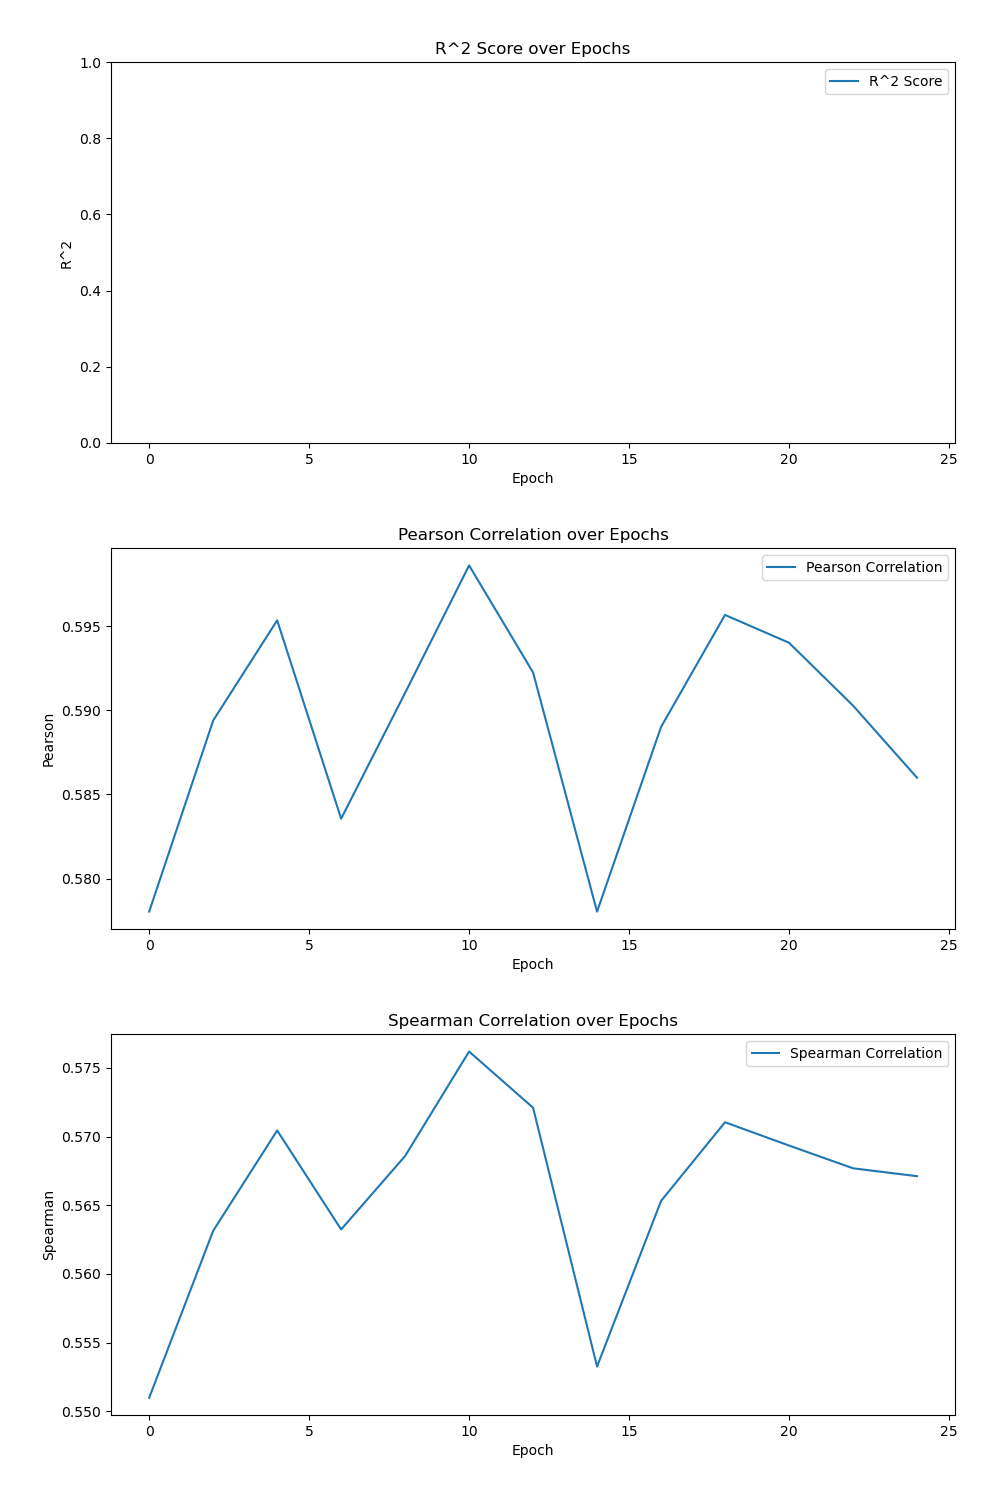 R^2 Score over Epochs
R^2 Score
1.0
0.8
0.6
0.4
0.2
0.0
R^2
0 5 10 15 20 25
Epoch
Pearson Correlation over Epochs
Pearson Correlation
0.595
0.590
0.585
0.580
Pearson
0 5 10 15 20 25
Epoch
Spearman Correlation over Epochs
Spearman Correlation
0.575
0.570
0.565
0.560
0.555
0.550
Spearman
0 5 10 15 20 25
Epoch